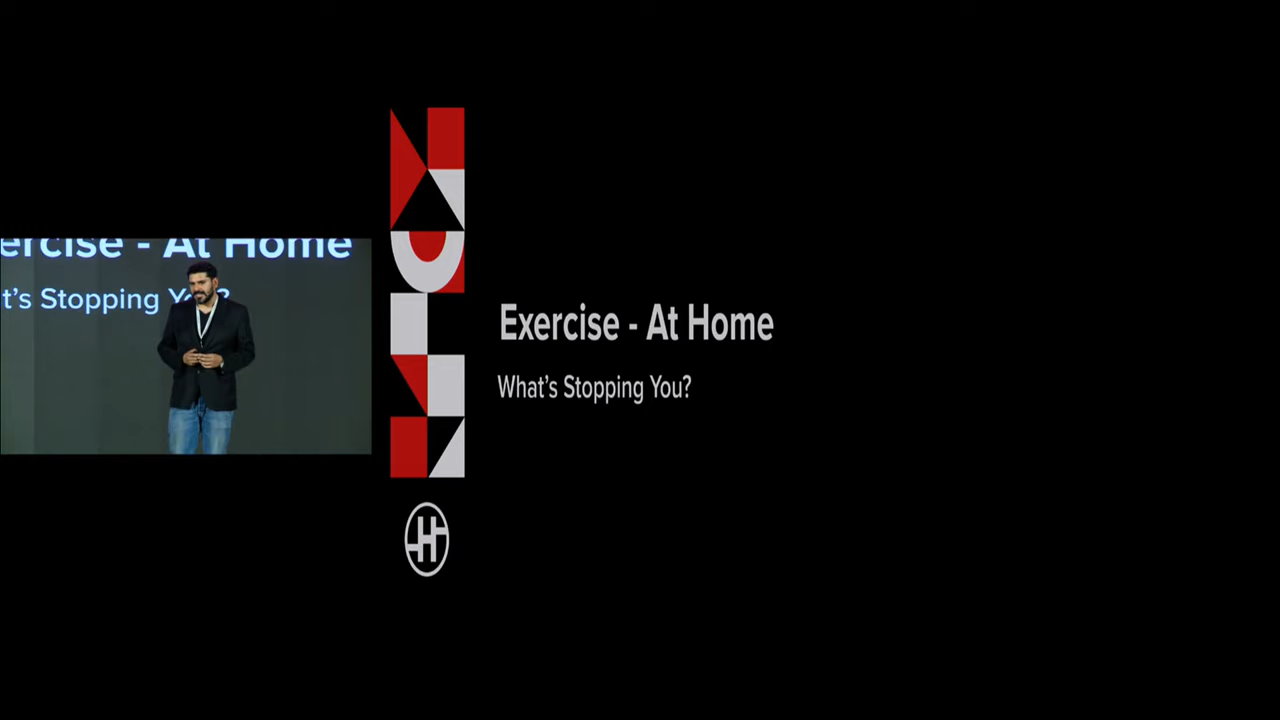 ercise - At Home
t's Stopping Yo
Exercise - At Home
What's Stopping You?
H